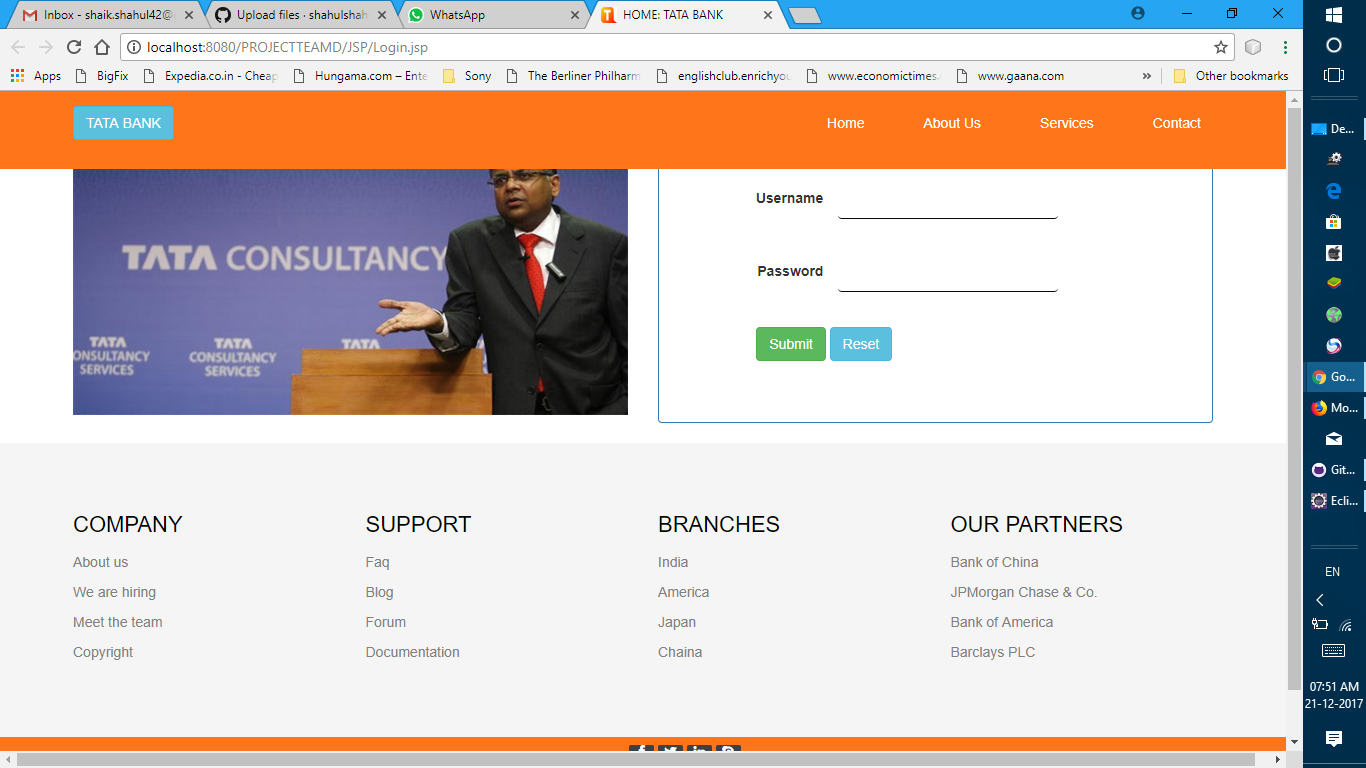 Inbox - shaik.shahul42@
Upload files · shahulshah
WhatsApp
HOME: TATA BANK
localhost:8080/PROJECTTEAMD/JSP/Login.jsp
Apps BigFix Expedia.co.in - Cheap Hungama.com – Ente Sony The Berliner Philharm englishclub.enrichyou www.economictimes. www.gaana.com » Other bookmarks
TATA BANK Home About Us Services Contact
TATA CONSULTANCY
TATA
CONSULTANCY
SERVICES
TATA
CONSULTANCY
SERVICES
TATA
Username
Password
Submit Reset
COMPANY SUPPORT BRANCHES OUR PARTNERS
About us Faq India Bank of China
We are hiring Blog America JPMorgan Chase & Co.
Meet the team Forum Japan Bank of America
Copyright Documentation Chaina Barclays PLC
De...
Go...
Mo...
Git...
Ecli...
EN
07:51 AM
21-12-2017